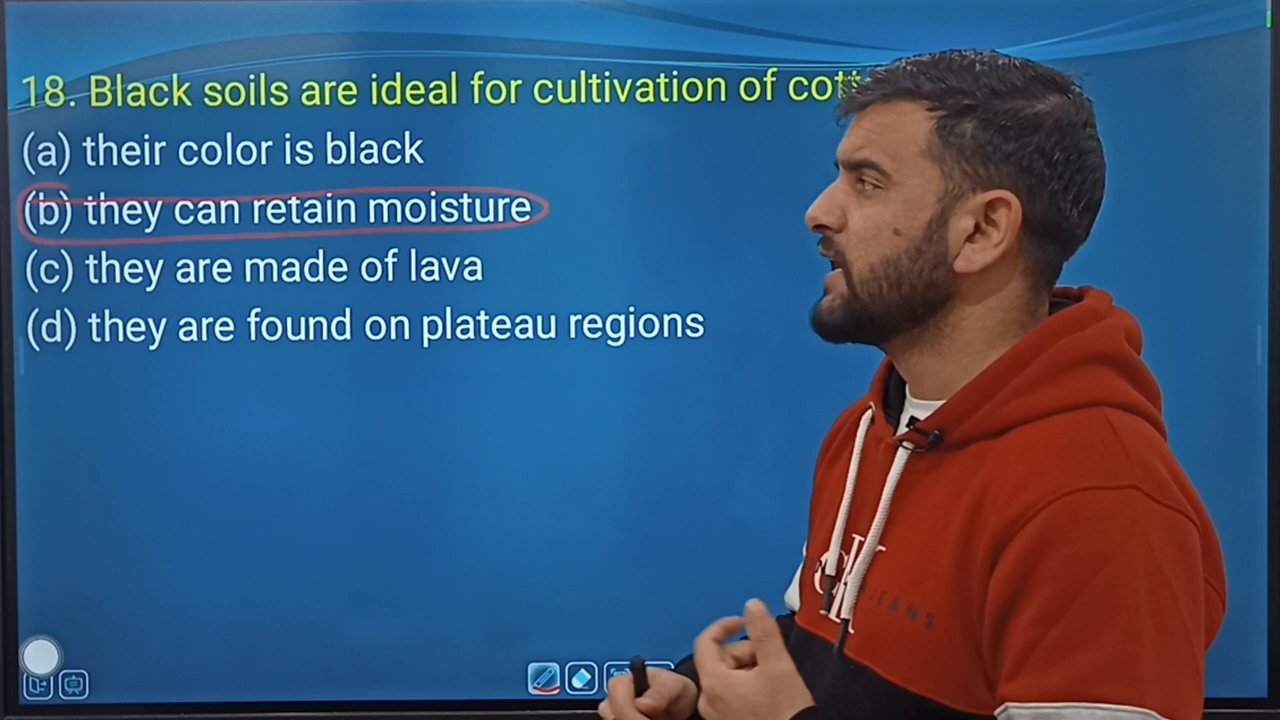 18. Black soils are ideal for cultivation of
(a) their color is black
(b) they can retain moisture
(c) they are made of lava
(d) they are found on plateau regions
JEANS